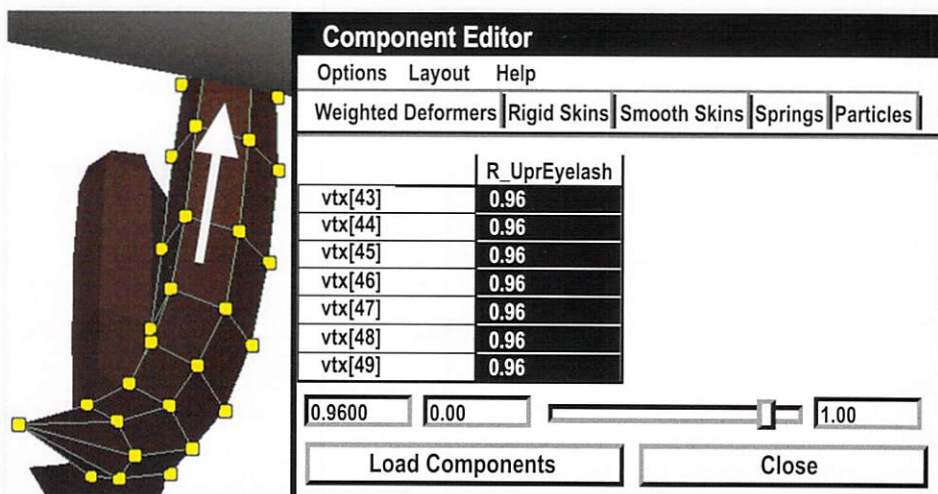 Component Editor
Options Layout Help
Weighted Deformers Rigid Skins Smooth Skins Springs Particles
R_UprEyelash
vtx[43] 0.96
vtx[44] 0.96
vtx[45] 0.96
vtx[46] 0.96
vtx[47] 0.96
vtx[48] 0.96
vtx[49] 0.96
0.9600 0.00 1.00
Load Components Close